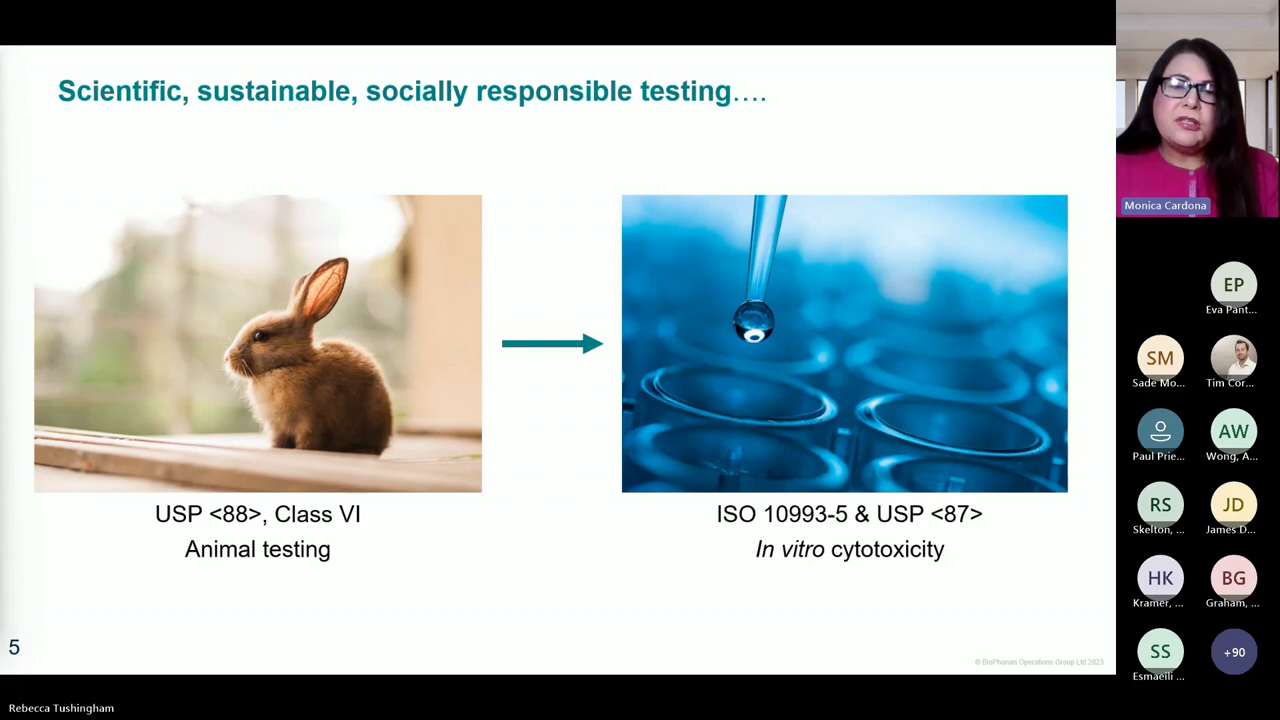 Scientific, sustainable, socially responsible testing....
USP <88>, Class VI
Animal testing
ISO 10993-5 & USP <87>
In vitro cytotoxicity
5
© BioPhorum Operations Group Ltd 2023
Monica Cardona
EP
Eva Pant...
SM
Sade Mo...
Tim Cor...
Paul Prie...
AW
Wong, A...
RS
Skelton, ...
JD
James D...
HK
Kramer, ...
BG
Graham, ...
SS
Esmaeili ...
+90
Rebecca Tushingham